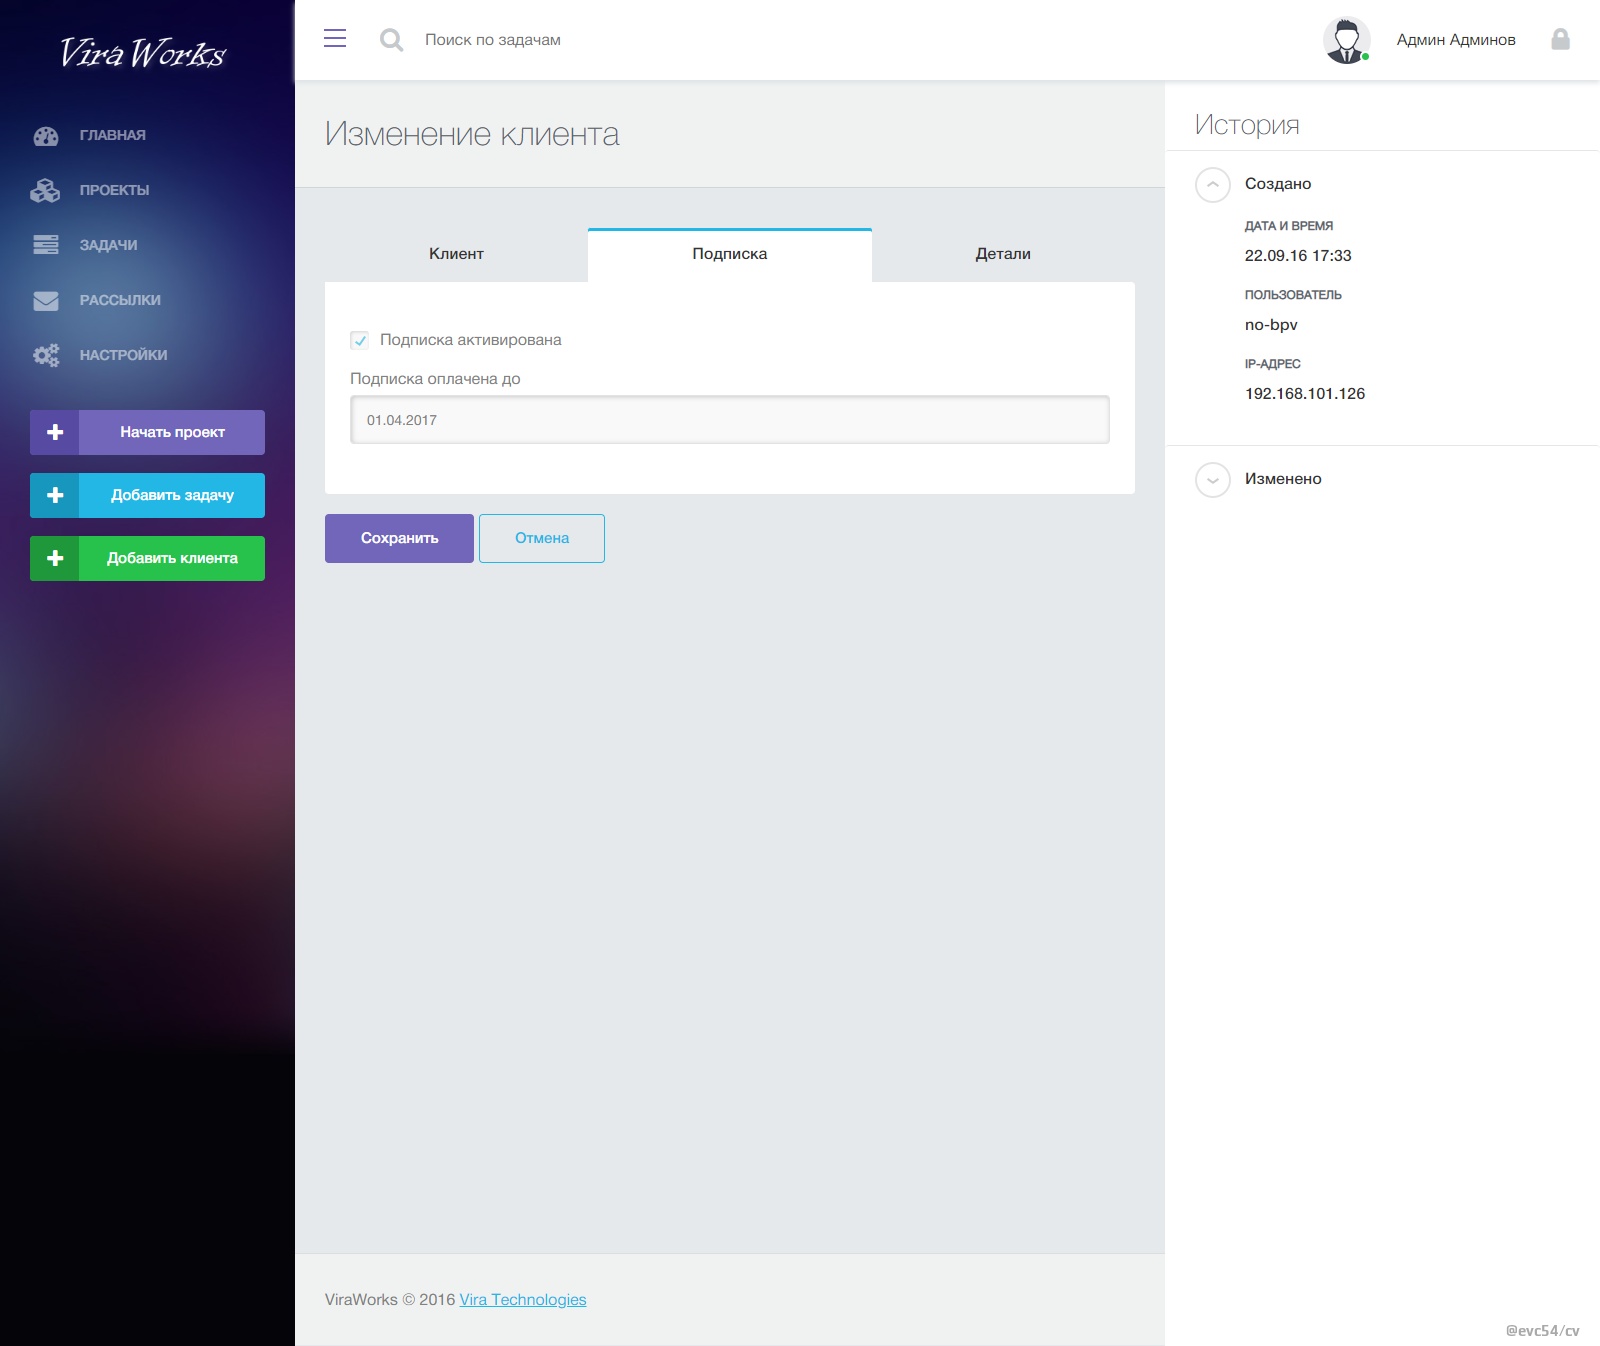 Vira Works
ГЛАВНАЯ
ПРОЕКТЫ
ЗАДАЧИ
РАССЫЛКИ
НАСТРОЙКИ
Начать проект
Добавить задачу
Добавить клиента
Поиск по задачам
Админ Админов
Изменение клиента
Клиент
Подписка
Детали
Подписка активирована
Подписка оплачена до
01.04.2017
Сохранить
Отмена
История
Создано
ДАТА И ВРЕМЯ
22.09.16 17:33
ПОЛЬЗОВАТЕЛЬ
no-bpv
IP-АДРЕС
192.168.101.126
Изменено
ViraWorks © 2016 Vira Technologies
@evc54/cv